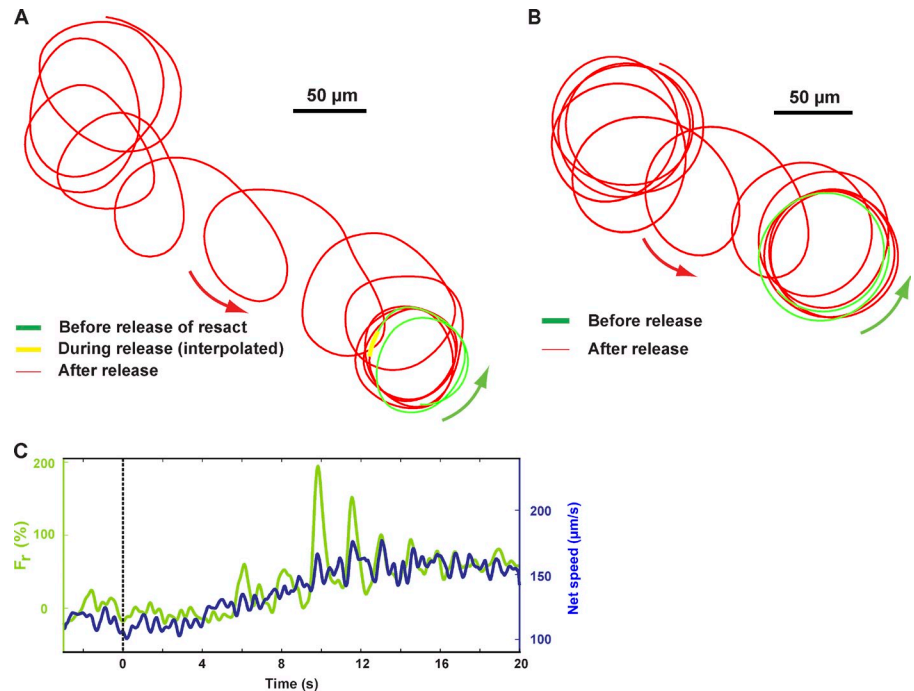 A
50 µm
Before release of resact
During release (interpolated)
After release
B
50 µm
Before release
After release
C
200
100
0
F_r (%)
200
150
100
Net speed (µm/s)
0
4
8
12
16
20
Time (s)